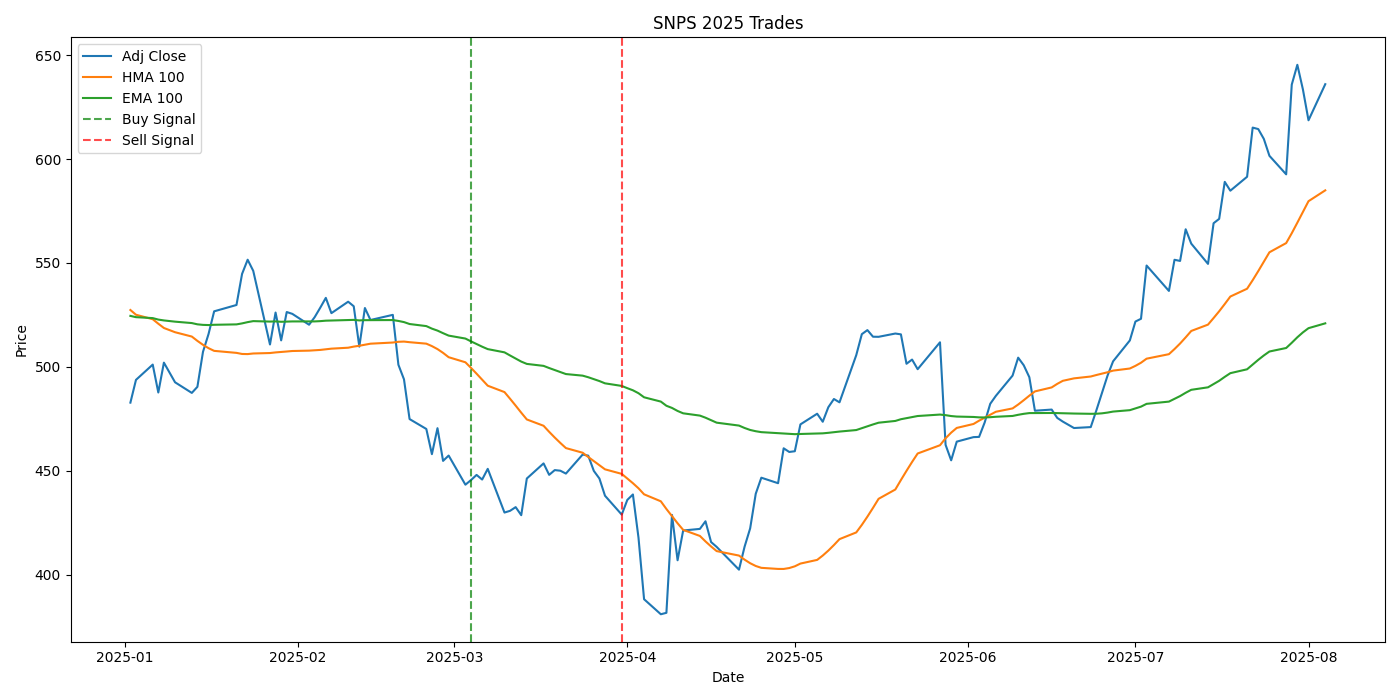 SNPS 2025 Trades
Adj Close
HMA 100
EMA 100
Buy Signal
Sell Signal
650
600
550
500
450
400
Price
2025-01
2025-02
2025-03
2025-04
2025-05
2025-06
2025-07
2025-08
Date